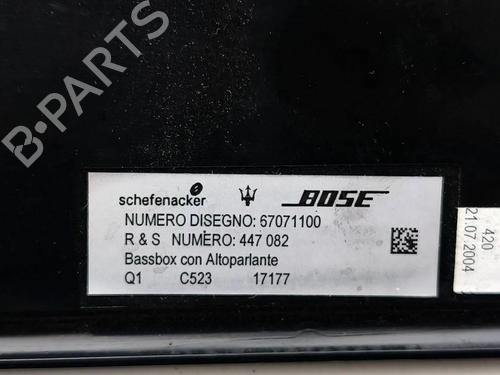 schefenacker BOSE
NUMERO DISEGNO: 67071100
R & S NUMERO: 447 082
Bassbox con Altoparlante
Q1 C523 17177
420
21.07.2004
B-PARTS